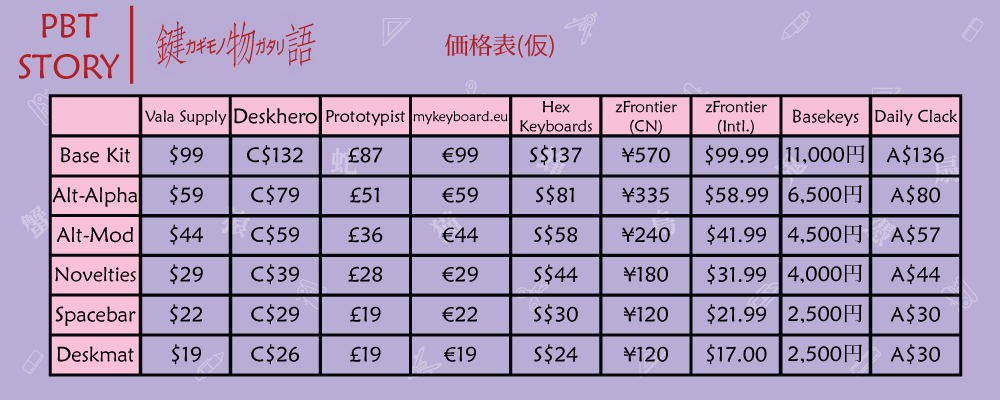 PBT
STORY
鍵カギモノ物ガタリ語
価格表(仮)
Vala Supply Deskhero Prototypist mykeyboard.eu Hex Keyboards zFrontier (CN) zFrontier (Intl.) Basekeys Daily Clack
Base Kit $99 C$132 £87 €99 S$137 ¥570 $99.99 11,000円 A$136
Alt-Alpha $59 C$79 £51 €59 S$81 ¥335 $58.99 6,500円 A$80
Alt-Mod $44 C$59 £36 €44 S$58 ¥240 $41.99 4,500円 A$57
Novelties $29 C$39 £28 €29 S$44 ¥180 $31.99 4,000円 A$44
Spacebar $22 C$29 £19 €22 S$30 ¥120 $21.99 2,500円 A$30
Deskmat $19 C$26 £19 €19 S$24 ¥120 $17.00 2,500円 A$30